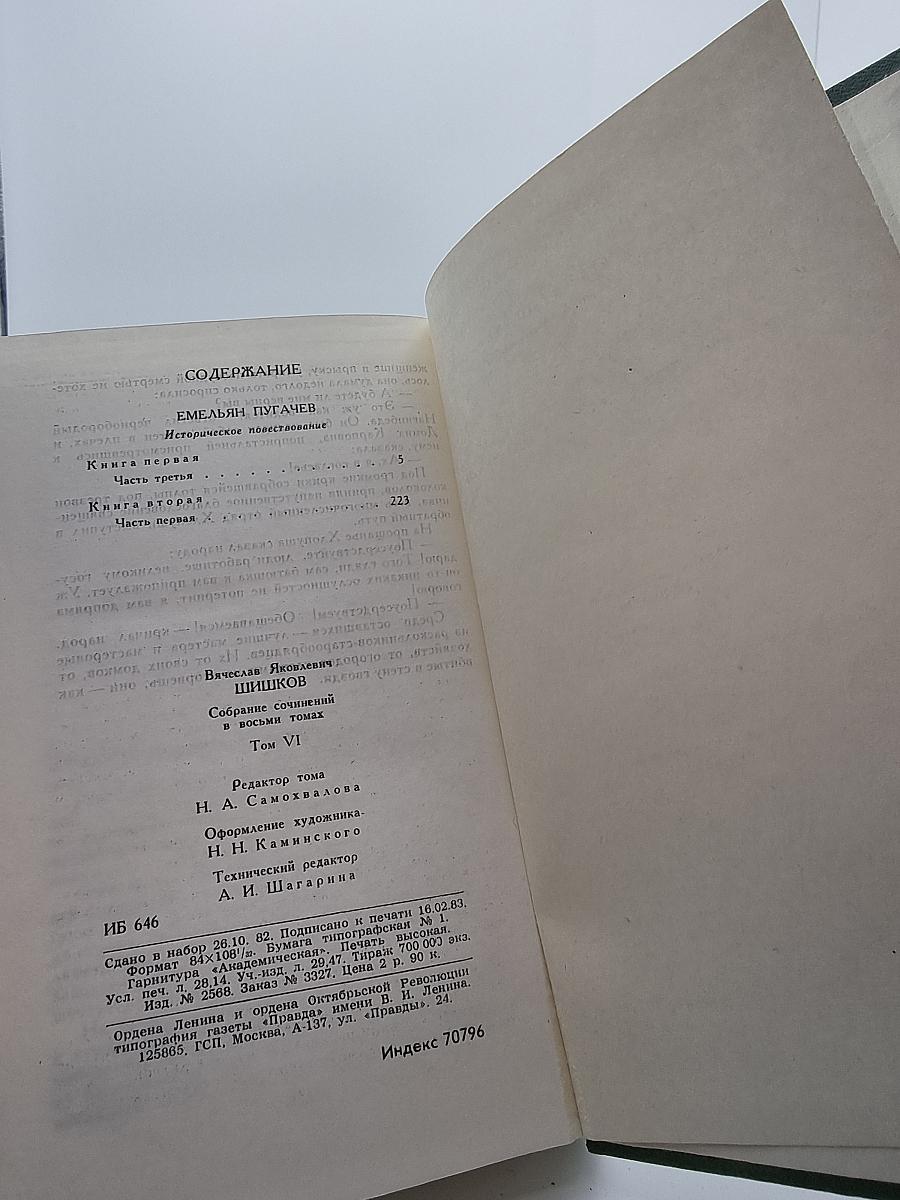 СОДЕРЖАНИЕ
ЕМЕЛЬЯН ПУГАЧЕВ
Историческое повествование
Книга первая
Часть третья . . . . . . . . . . . 5
Книга вторая
Часть первая . . . . . . . . . . . 223
Вячеслав Яковлевич
ШИШКОВ
Собрание сочинений
в восьми томах
Том VI
Редактор тома
Н. А. Самохвалова
Оформление художника
Н. Н. Каминского
Технический редактор
А. И. Шагарина
ИБ 646
Сдано в набор 26.10. 82. Подписано к печати 16.02.83.
Формат 84×108¹/₃₂. Бумага типографская № 1.
Гарнитура «Академическая». Печать высокая.
Усл. печ. л. 28,14. Уч.-изд. л. 29,47. Тираж 700 000 экз.
Изд. № 2568. Заказ № 3327. Цена 2 р. 90 к.
Ордена Ленина и ордена Октябрьской Революции
типография газеты «Правда» имени В. И. Ленина.
125865, ГСП, Москва, А-137, ул. «Правды». 24.
Индекс 70796